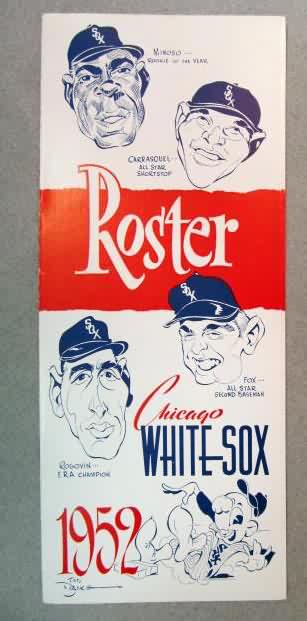 SOX
MINOSO---
ROOKIE OF THE YEAR
SOX
CARRASQUEL--
ALL STAR
SHORTSTOP
Roster
SOX
SOX
FOX---
ALL STAR
SECOND BASEMAN
Chicago
WHITE SOX
ROGOVIN---
E.R.A CHAMPION
1952